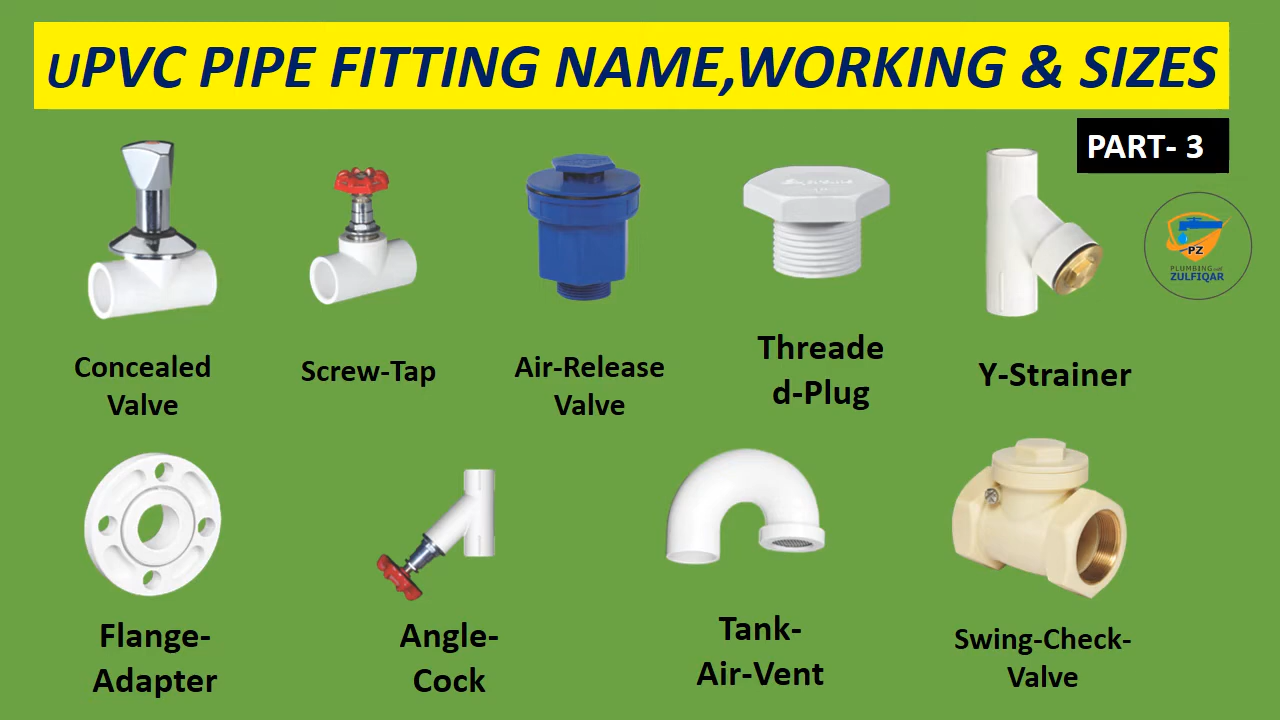 uPVC PIPE FITTING NAME,WORKING & SIZES
PART- 3
PZ
PLUMBING
ZULFIQAR
Concealed
Valve
Screw-Tap
Air-Release
Valve
Threade
d-Plug
Y-Strainer
Flange-
Adapter
Angle-
Cock
Tank-
Air-Vent
Swing-Check-
Valve